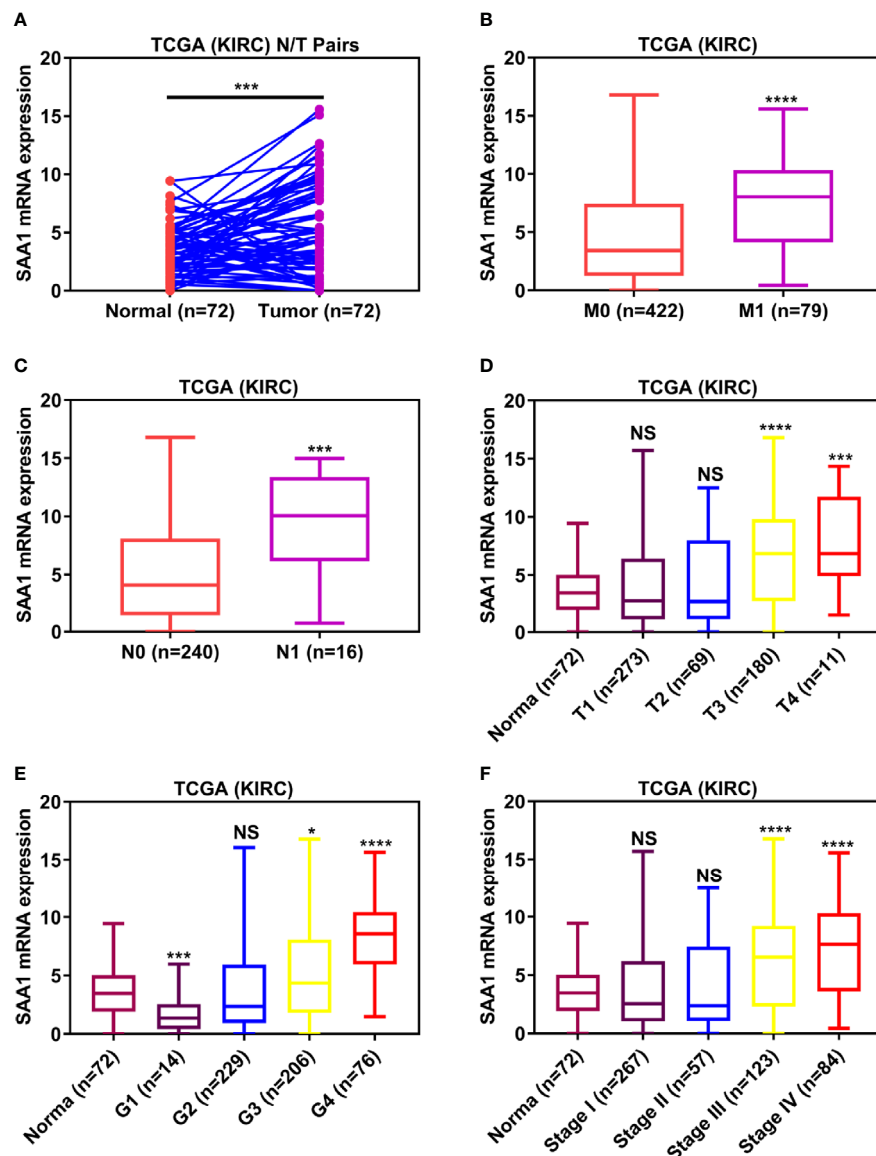 A
TCGA (KIRC) N/T Pairs
SAA1 mRNA expression
20
15
10
5
0
***
Normal (n=72)
Tumor (n=72)
B
TCGA (KIRC)
SAA1 mRNA expression
20
15
10
5
0
****
M0 (n=422)
M1 (n=79)
C
TCGA (KIRC)
SAA1 mRNA expression
20
15
10
5
0
***
N0 (n=240)
N1 (n=16)
D
TCGA (KIRC)
SAA1 mRNA expression
20
15
10
5
0
NS
NS
****
***
Norma (n=72)
T1 (n=273)
T2 (n=69)
T3 (n=180)
T4 (n=11)
E
TCGA (KIRC)
SAA1 mRNA expression
20
15
10
5
0
***
NS
*
****
Norma (n=72)
G1 (n=14)
G2 (n=229)
G3 (n=206)
G4 (n=76)
F
TCGA (KIRC)
SAA1 mRNA expression
20
15
10
5
0
NS
NS
****
****
Norma (n=72)
Stage I (n=267)
Stage II (n=57)
Stage III (n=123)
Stage IV (n=84)